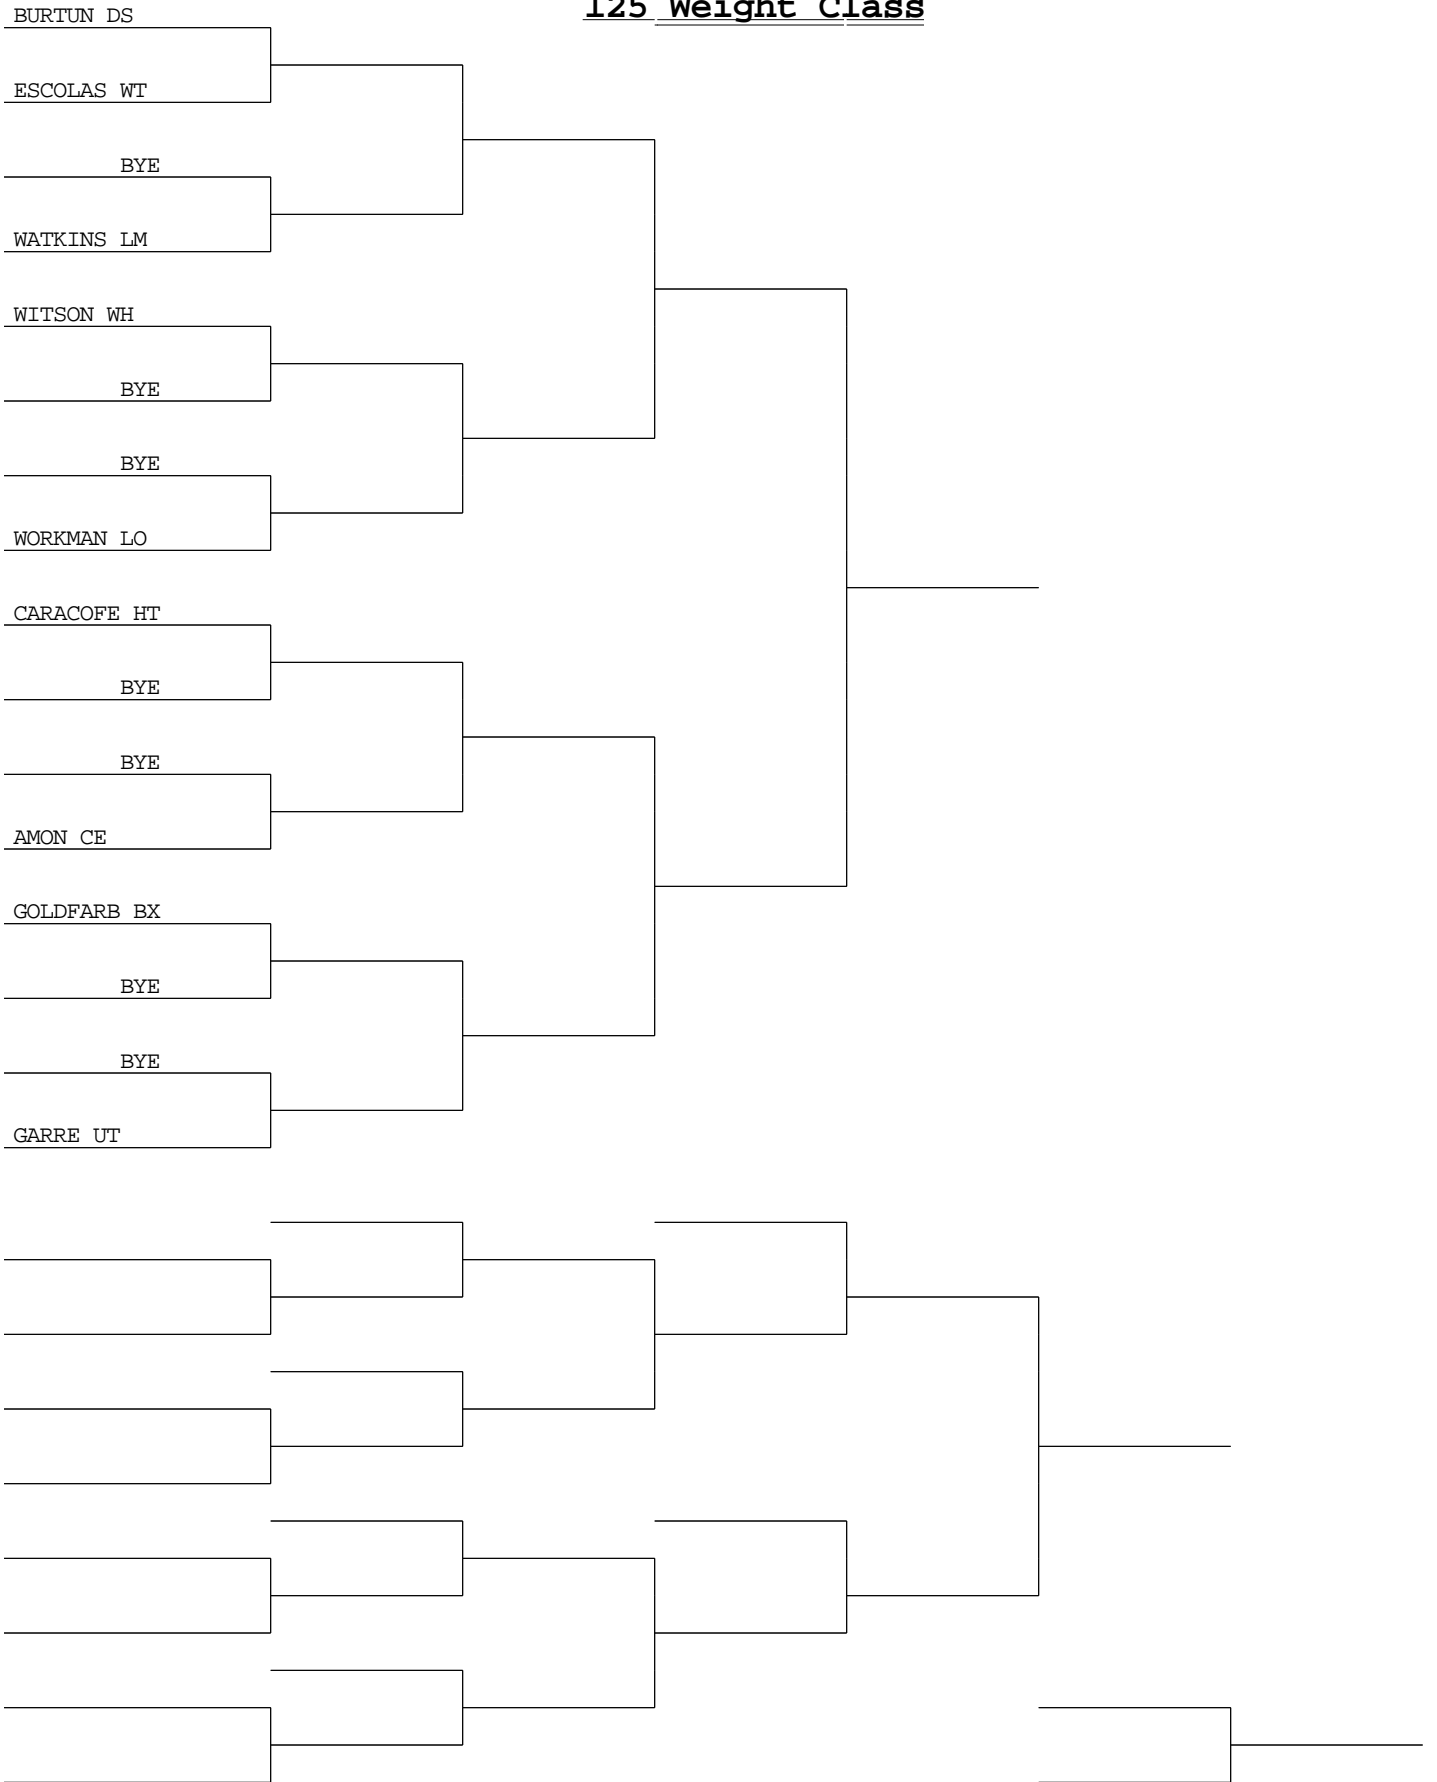 125 Weight Class
BURTUN DS
ESCOLAS WT
BYE
WATKINS LM
WITSON WH
BYE
BYE
WORKMAN LO
CARACOFE HT
BYE
BYE
AMON CE
GOLDFARB BX
BYE
BYE
GARRE UT